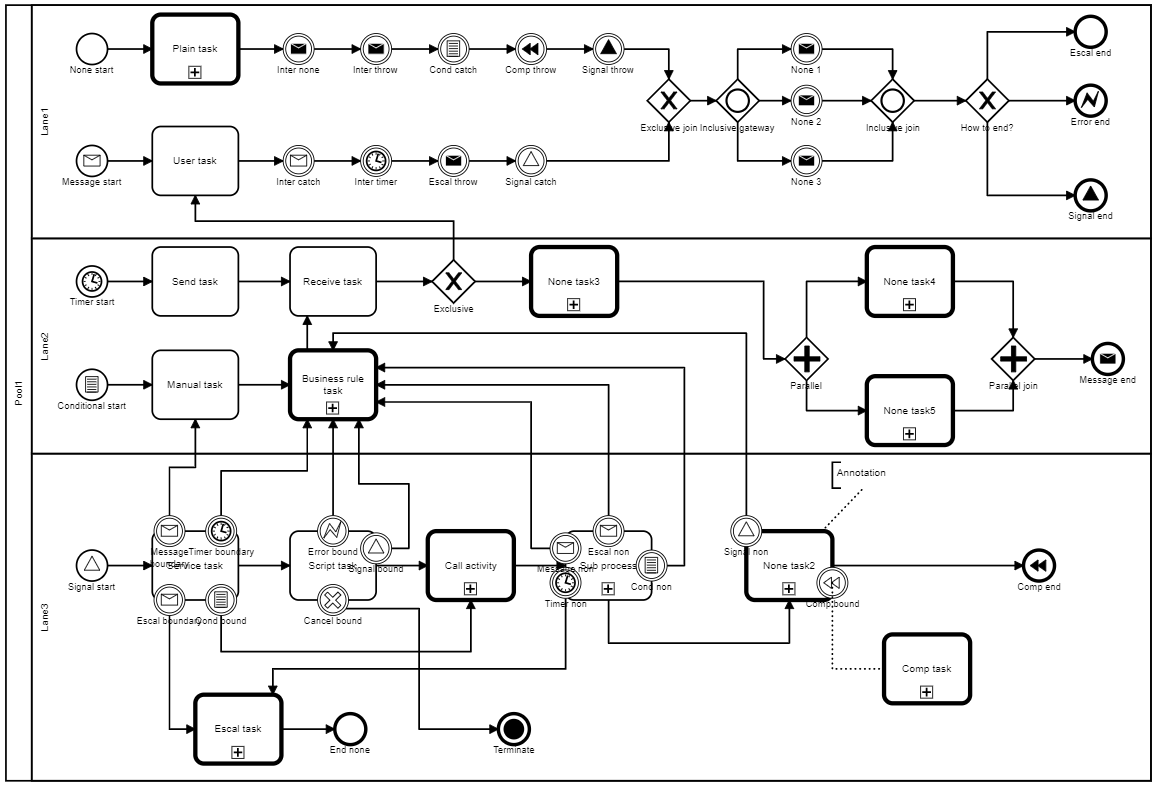 Pool1
Lane1
None start
Plain task
Inter none
Inter throw
Cond catch
Comp throw
Signal throw
None 1
Escal end
Exclusive join
Inclusive gateway
None 2
Inclusive join
How to end?
Error end
Message start
User task
Inter catch
Inter timer
Escal throw
Signal catch
None 3
Signal end
Lane2
Timer start
Send task
Receive task
Exclusive
None task3
None task4
Parallel
Parallel join
Message end
Conditional start
Manual task
Business rule
task
None task5
Lane3
Annotation
Signal start
Message
boundary
Timer boundary
Service task
Escal boundary
Cond bound
Error bound
Script task
Signal bound
Cancel bound
Call activity
Message non
Escal non
Sub process
Timer non
Cond non
Signal non
None task2
Comp bound
Comp end
Comp task
Escal task
End none
Terminate